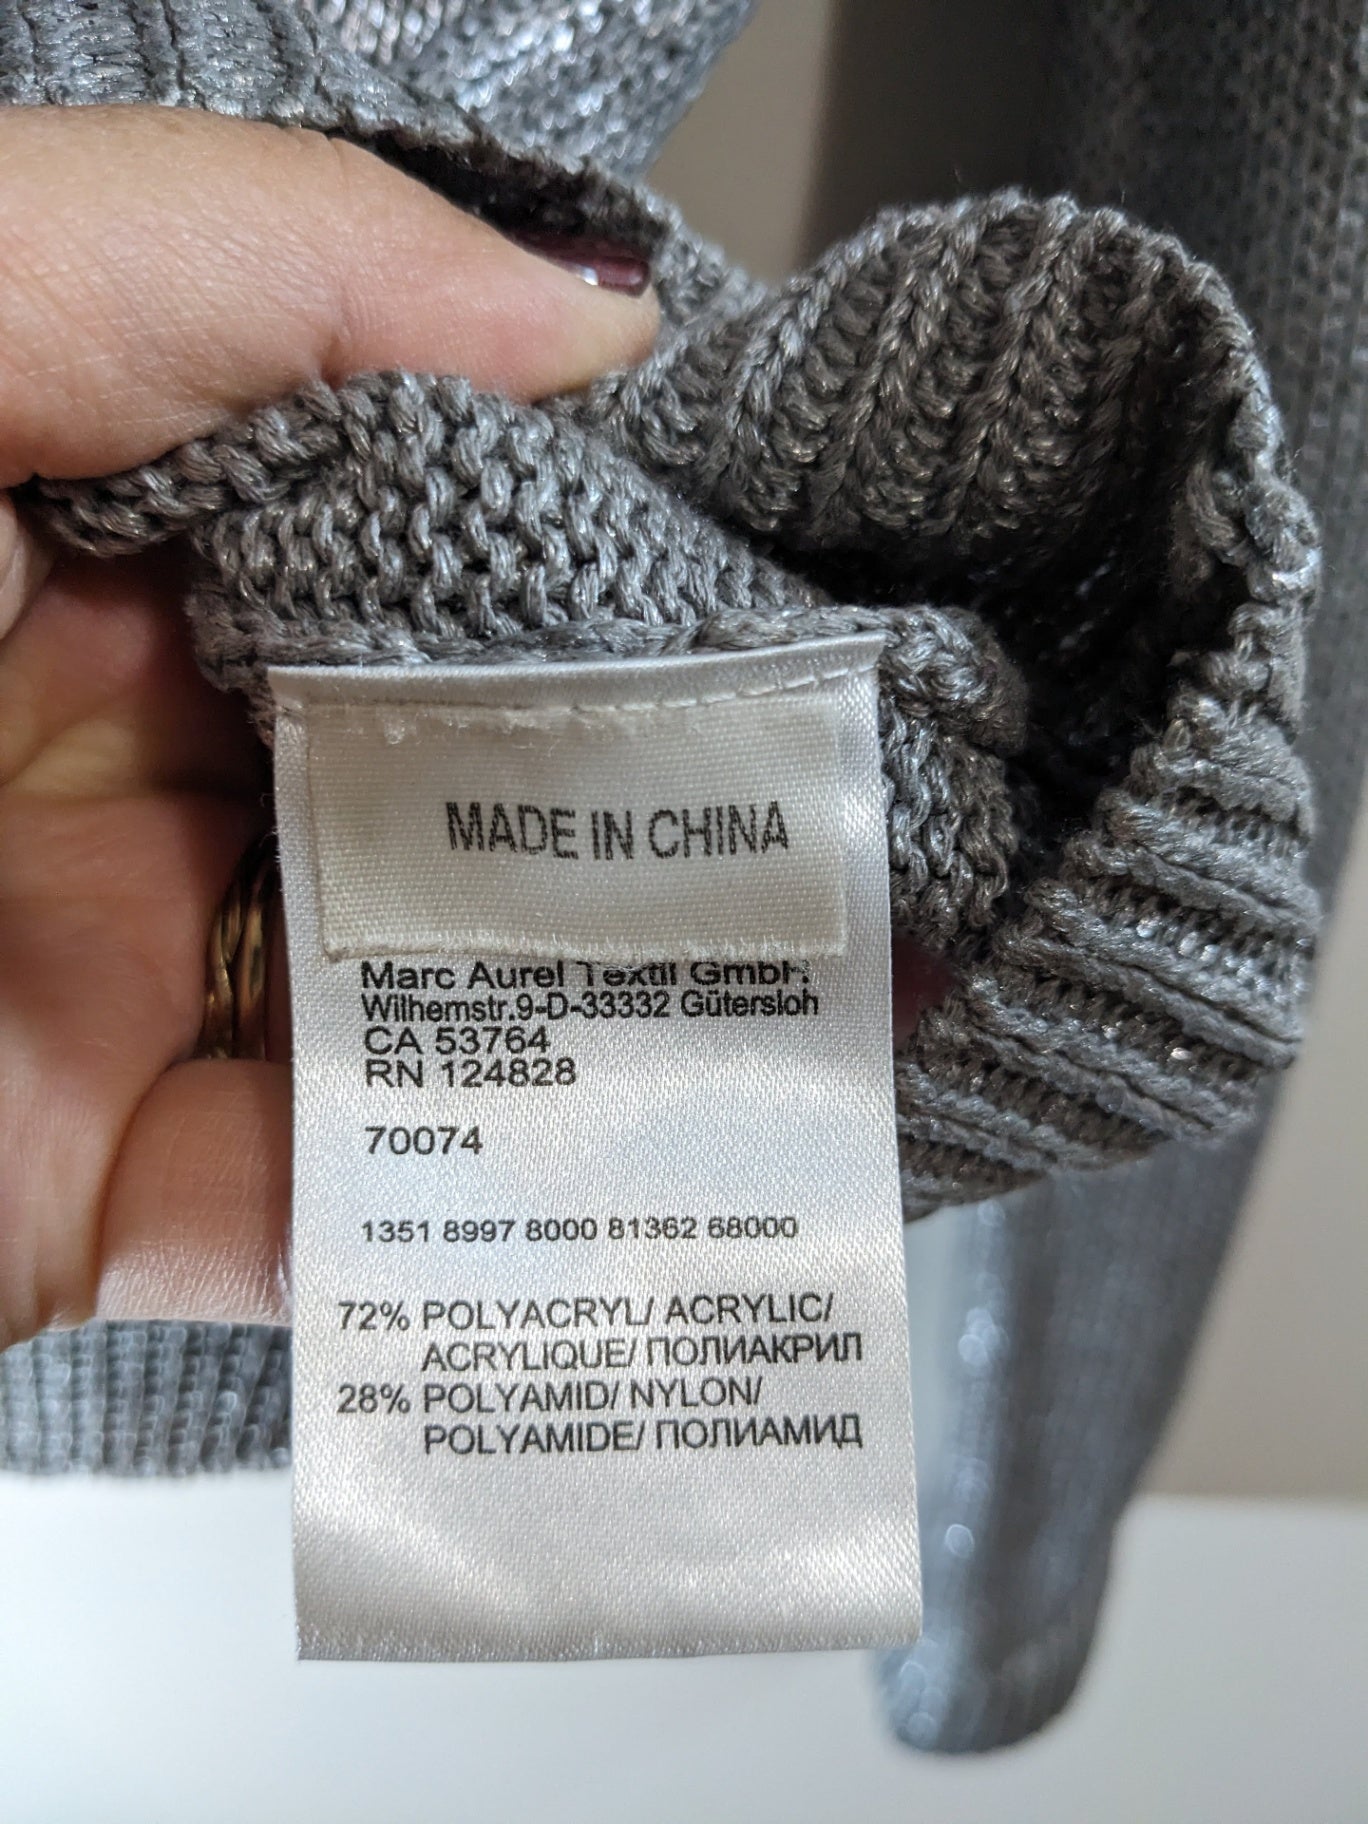 MADE IN CHINA
Marc Aurel Textil GmbH
Wilhemstr.9-D-33332 Gütersloh
CA 53764
RN 124828
70074
1351 8997 8000 81362 68000
72% POLYACRYL/ ACRYLIC/
ACRYLIQUE/ ПОЛИАКРИЛ
28% POLYAMID/ NYLON/
POLYAMIDE/ ПОЛИАМИД